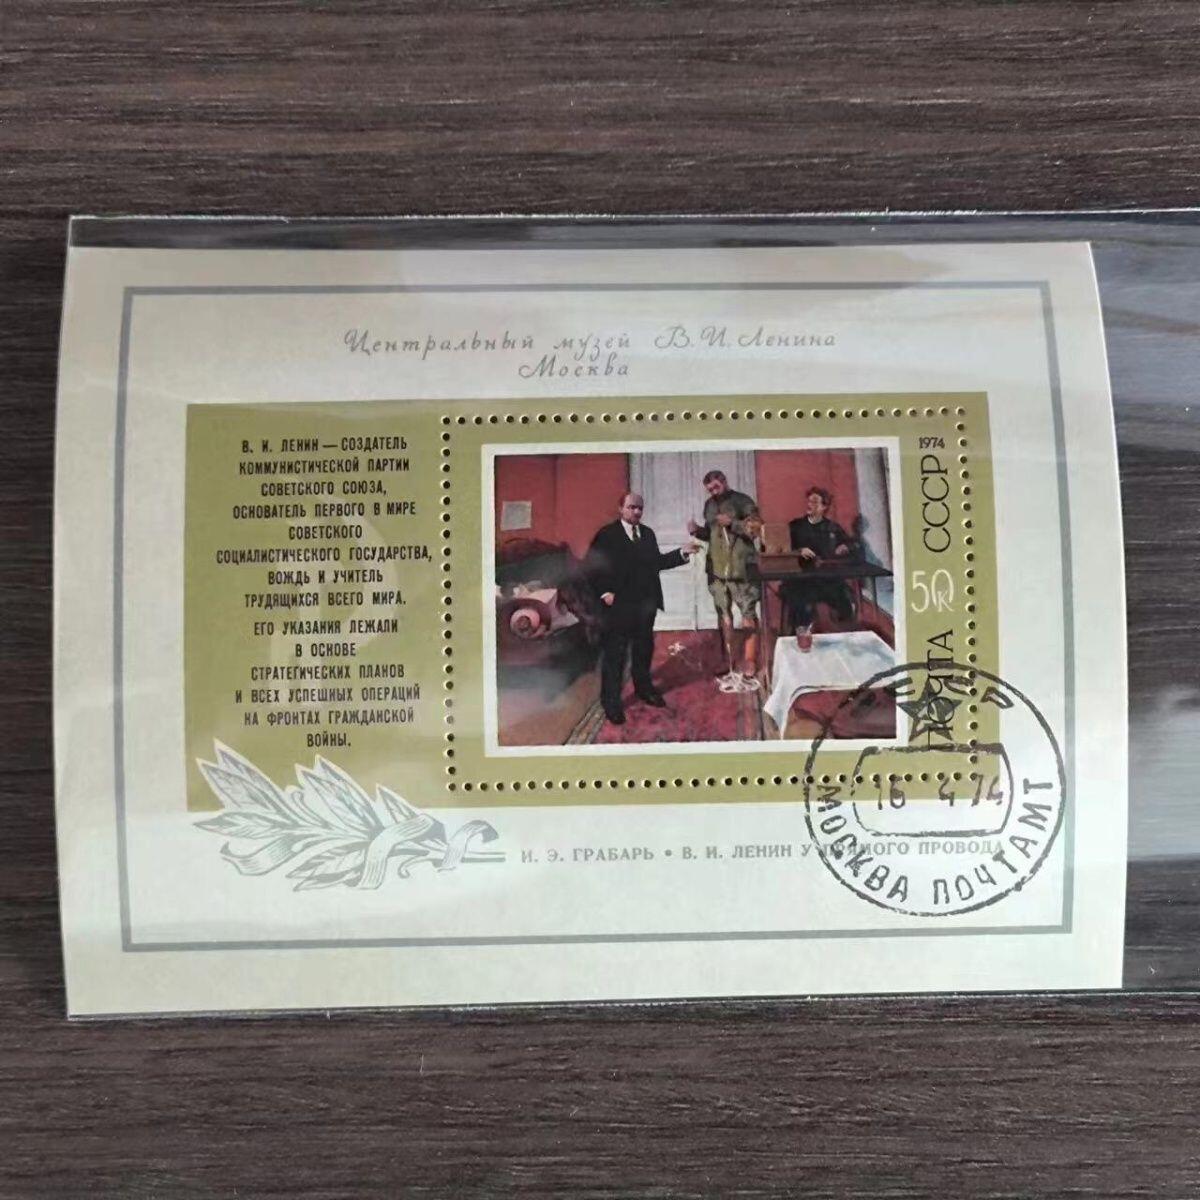 Центральный музей В. И. Ленина
Москва
В. И. ЛЕНИН — СОЗДАТЕЛЬ
КОММУНИСТИЧЕСКОЙ ПАРТИИ
СОВЕТСКОГО СОЮЗА,
ОСНОВАТЕЛЬ ПЕРВОГО В МИРЕ
СОВЕТСКОГО
СОЦИАЛИСТИЧЕСКОГО ГОСУДАРСТВА,
ВОЖДЬ И УЧИТЕЛЬ
ТРУДЯЩИХСЯ ВСЕГО МИРА.
ЕГО УКАЗАНИЯ ЛЕЖАЛИ
В ОСНОВЕ
СТРАТЕГИЧЕСКИХ ПЛАНОВ
И ВСЕХ УСПЕШНЫХ ОПЕРАЦИЙ
НА ФРОНТАХ ГРАЖДАНСКОЙ
ВОЙНЫ.
1974
ПОЧТА СССР
50к
СССР
16 4 74
МОСКВА ПОЧТАМТ
И. Э. ГРАБАРЬ • В. И. ЛЕНИН У ПРЯМОГО ПРОВОДА